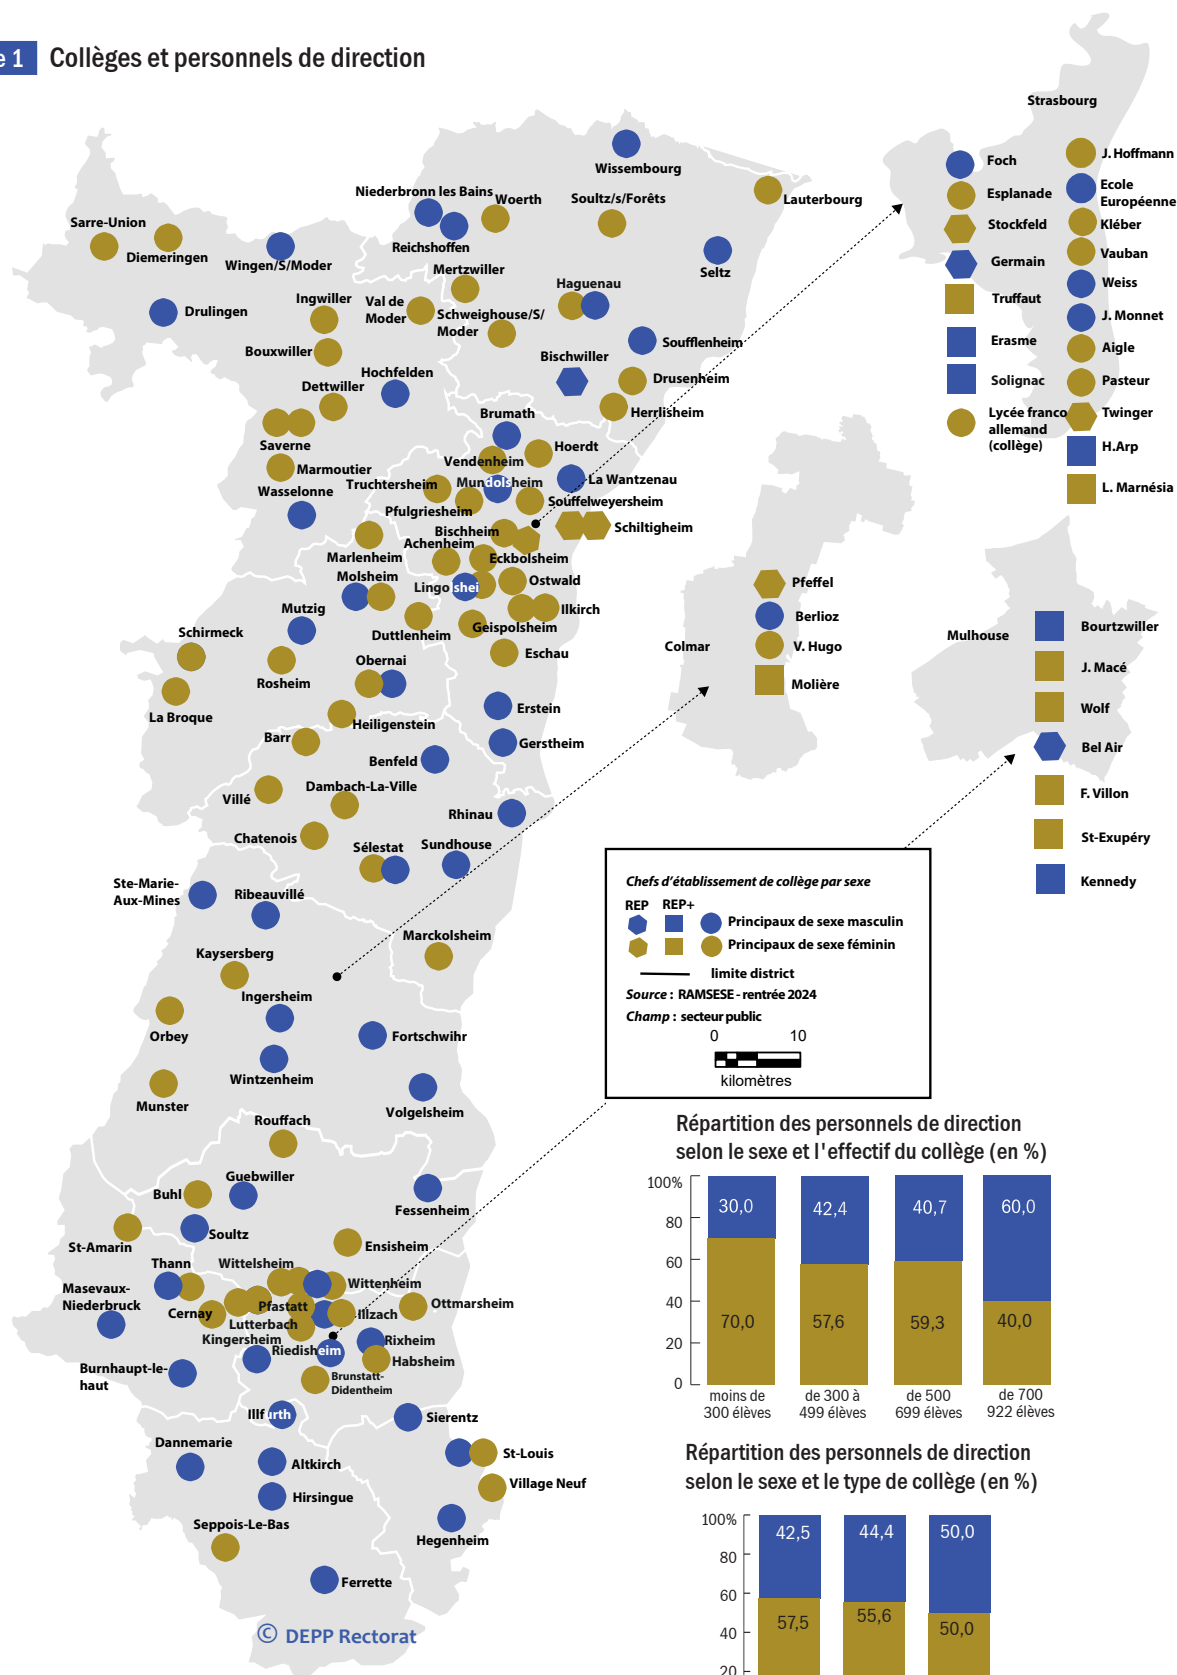 e 1 Collèges et personnels de direction
Strasbourg
Foch
Esplanade
Stockfeld
Germain
Truffaut
Erasme
Solignac
Lycée franco
allemand
(collège)
J. Hoffmann
Ecole
Européenne
Kléber
Vauban
Weiss
J. Monnet
Aigle
Pasteur
Twinger
H.Arp
L. Marnésia
Wissembourg
Niederbronn les Bains
Woerth
Soultz/s/Forêts
Lauterbourg
Reichshoffen
Sarre-Union
Diemeringen
Wingen/S/Moder
Seltz
Mertzwiller
Haguenau
Drulingen
Ingwiller
Val de
Moder
Schweighouse/S/
Moder
Soufflenheim
Bouxwiller
Bischwiller
Hochfelden
Drusenheim
Dettwiller
Herrlisheim
Brumath
Saverne
Hoerdt
Vendenheim
Marmoutier
Truchtersheim
Mundolsheim
La Wantzenau
Wasselonne
Pfulgriesheim
Souffelweyersheim
Schiltigheim
Bischheim
Achenheim
Marlenheim
Eckbolsheim
Molsheim
Lingolshei
Ostwald
Mutzig
Ilkirch
Duttlenheim
Geispolsheim
Schirmeck
Eschau
Rosheim
Obernai
La Broque
Erstein
Heiligenstein
Barr
Gerstheim
Benfeld
Villé
Dambach-La-Ville
Rhinau
Chatenois
Sélestat
Sundhouse
Ste-Marie-
Aux-Mines
Ribeauvillé
Marckolsheim
Kaysersberg
Ingersheim
Orbey
Fortschwihr
Wintzenheim
Munster
Volgelsheim
Rouffach
Guebwiller
Buhl
Fessenheim
Soultz
St-Amarin
Ensisheim
Thann
Wittelsheim
Masevaux-
Niederbruck
Wittenheim
Cernay
Pfastatt
Ottmarsheim
Illzach
Lutterbach
Kingersheim
Rixheim
Riedisheim
Habsheim
Burnhaupt-le-
haut
Brunstatt-
Didentheim
Illfurth
Sierentz
Dannemarie
Altkirch
St-Louis
Hirsingue
Village Neuf
Seppois-Le-Bas
Hegenheim
Ferrette
© DEPP Rectorat
Colmar
Pfeffel
Berlioz
V. Hugo
Molière
Mulhouse
Bourtzwiller
J. Macé
Wolf
Bel Air
F. Villon
St-Exupéry
Kennedy
Chefs d’établissement de collège par sexe
REP REP+
Principaux de sexe masculin
Principaux de sexe féminin
limite district
Source : RAMSESE - rentrée 2024
Champ : secteur public
0 10
kilomètres
Répartition des personnels de direction
selon le sexe et l'effectif du collège (en %)
100%
80
60
40
20
0
30,0 42,4 40,7 60,0
70,0 57,6 59,3 40,0
moins de
300 élèves
de 300 à
499 élèves
de 500
699 élèves
de 700
922 élèves
Répartition des personnels de direction
selon le sexe et le type de collège (en %)
100%
80
60
40
20
42,5 44,4 50,0
57,5 55,6 50,0